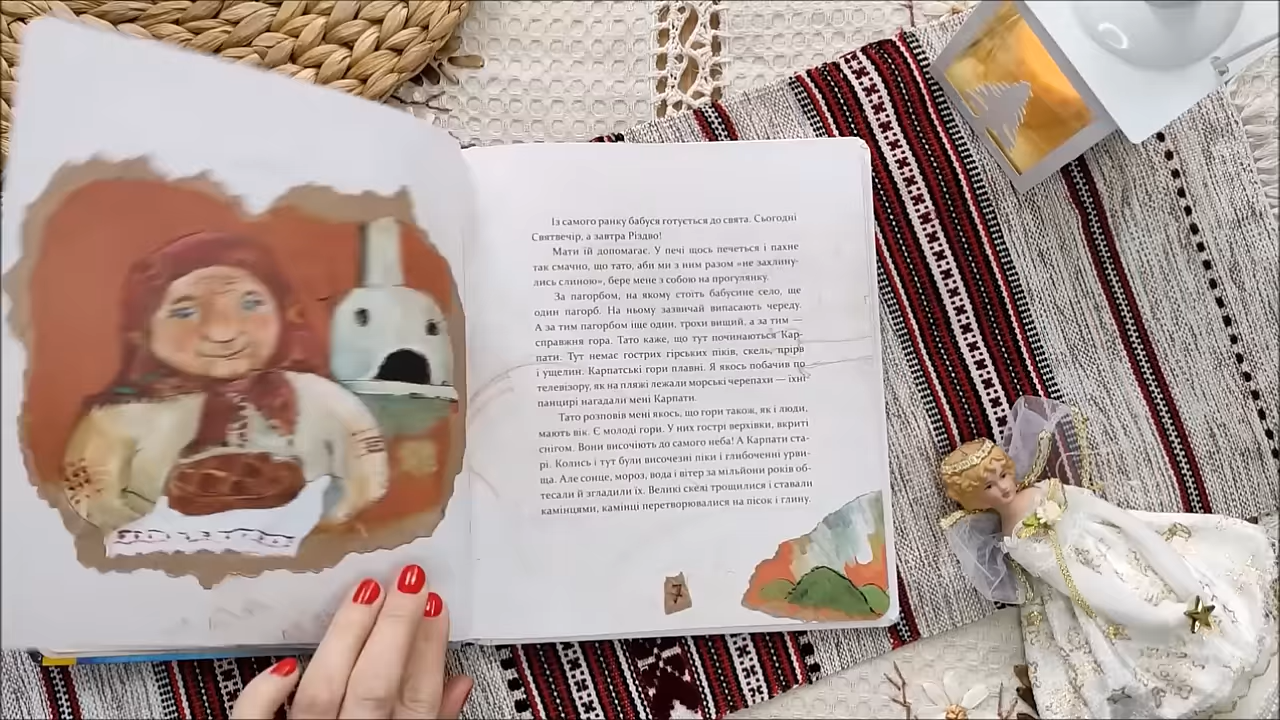 Із самого ранку бабуся готується до свята. Сьогодні
Святвечір, а завтра Різдво!
Мати їй допомагає. У печі щось печеться і пахне
так смачно, що тато, аби ми з ним разом «не захлину-
лись слиною», бере мене з собою на прогулянку.
За пагорбом, на якому стоїть бабусине село, ще
один пагорб. На ньому зазвичай випасають череду.
А за тим пагорбом іще один, трохи вищий, а за тим —
справжня гора. Тато каже, що тут починаються Кар-
пати. Тут немає гострих гірських піків, скель, прірв
і ущелин. Карпатські гори плавні. Я якось побачив по
телевізору, як на пляжі лежали морські черепахи — їхні
панцирі нагадали мені Карпати.
Тато розповів мені якось, що гори також, як і люди,
мають вік. Є молоді гори. У них гострі верхівки, вкриті
снігом. Вони височіють до самого неба! А Карпати ста-
рі. Колись і тут були височезні піки і глибоченні урви-
ща. Але сонце, мороз, вода і вітер за мільйони років об-
тесали й згладили їх. Великі скелі трощилися і ставали
камінцями, камінці перетворювалися на пісок і глину.
7